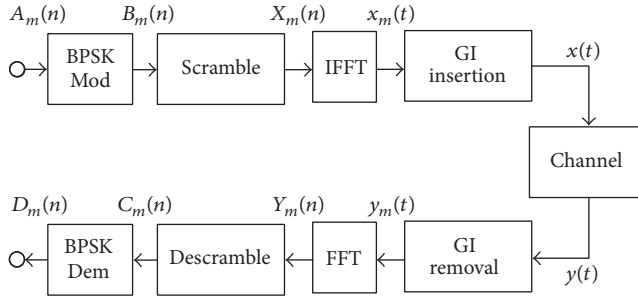 A_m(n) B_m(n) X_m(n) x_m(t)
BPSK
Mod
Scramble
IFFT
GI
insertion
x(t)
Channel
D_m(n) C_m(n) Y_m(n) y_m(t)
BPSK
Dem
Descramble
FFT
GI
removal
y(t)